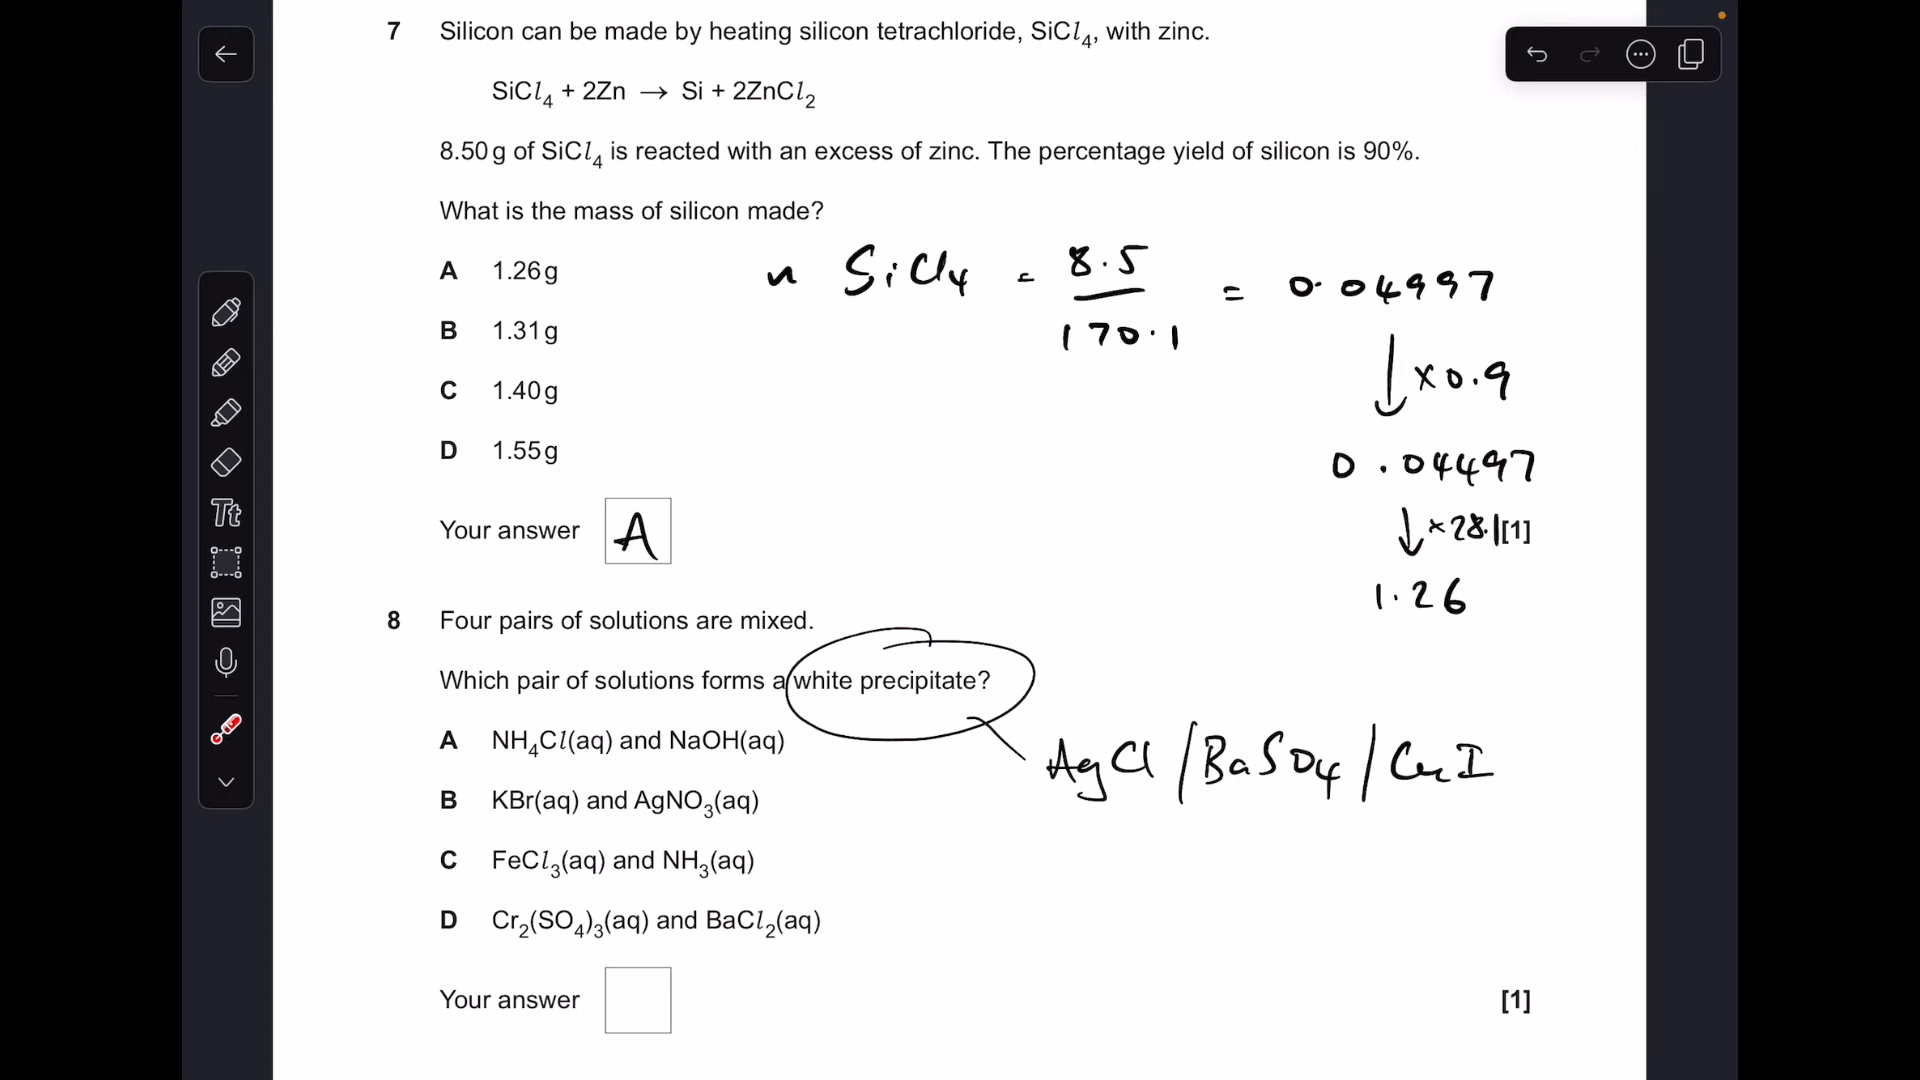 7 Silicon can be made by heating silicon tetrachloride, SiCl₄, with zinc.
SiCl₄ + 2Zn → Si + 2ZnCl₂
8.50 g of SiCl₄ is reacted with an excess of zinc. The percentage yield of silicon is 90%.
What is the mass of silicon made?
A 1.26 g
B 1.31 g
C 1.40 g
D 1.55 g
n SiCl₄ = 8.5 / 170.1 = 0.04997
↓ ×0.9
0.04497
↓ ×28.1
1.26
Your answer A
[1]
8 Four pairs of solutions are mixed.
Which pair of solutions forms a white precipitate?
AgCl / BaSO₄ / CuI
A NH₄Cl(aq) and NaOH(aq)
B KBr(aq) and AgNO₃(aq)
C FeCl₃(aq) and NH₃(aq)
D Cr₂(SO₄)₃(aq) and BaCl₂(aq)
Your answer
[1]
Tt